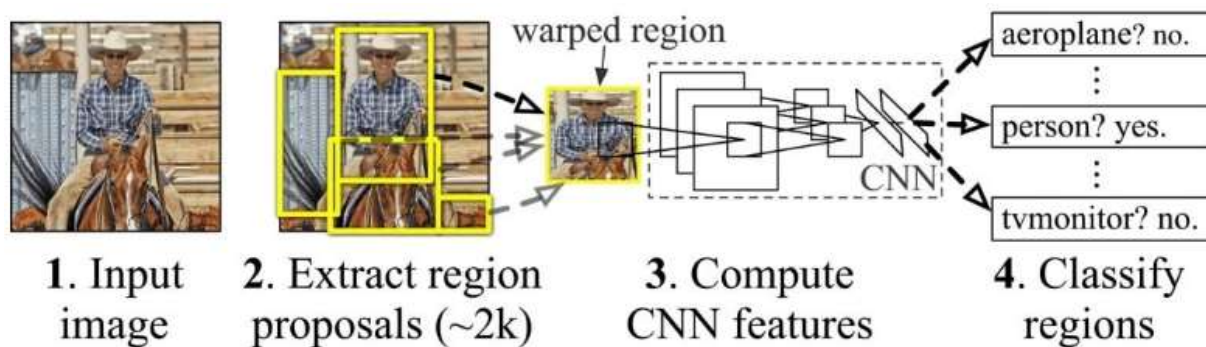 warped region
aeroplane? no.
person? yes.
CNN
tvmonitor? no.
1. Input
image
2. Extract region
proposals (~2k)
3. Compute
CNN features
4. Classify
regions